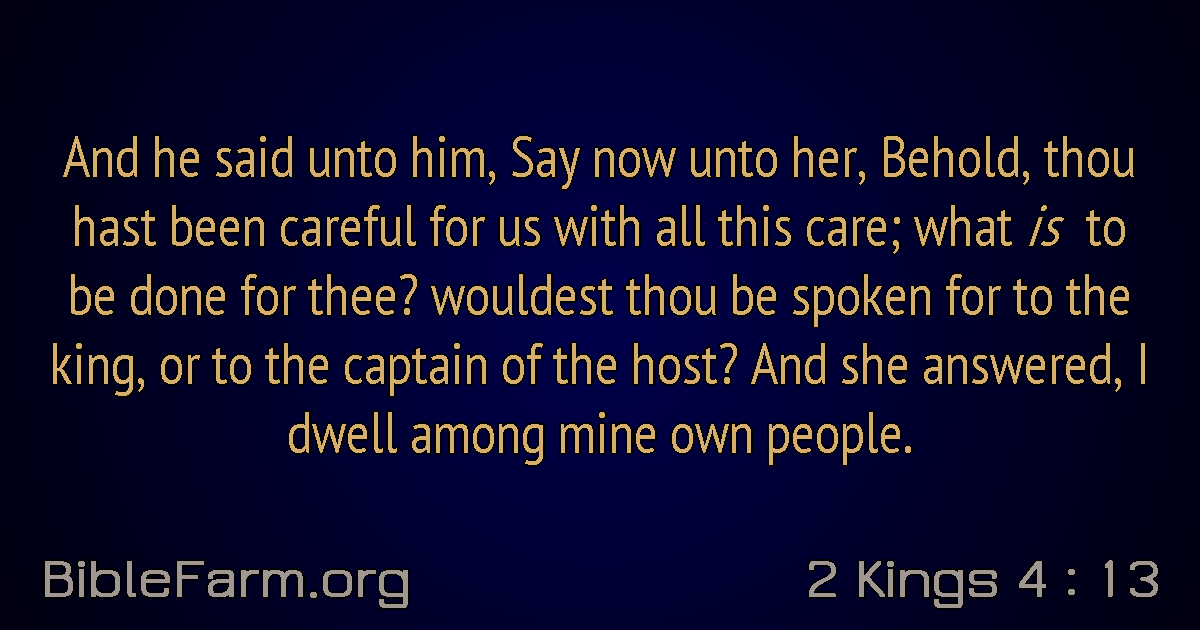 And he said unto him, Say now unto her, Behold, thou
hast been careful for us with all this care; what is to
be done for thee? wouldest thou be spoken for to the
king, or to the captain of the host? And she answered, I
dwell among mine own people.
BibleFarm.org
2 Kings 4 : 13